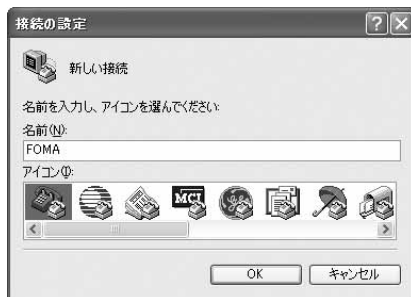 接続の設定
新しい接続
名前を入力し、アイコンを選んでください:
名前(N):
FOMA
アイコン(I):
MCI
OK キャンセル